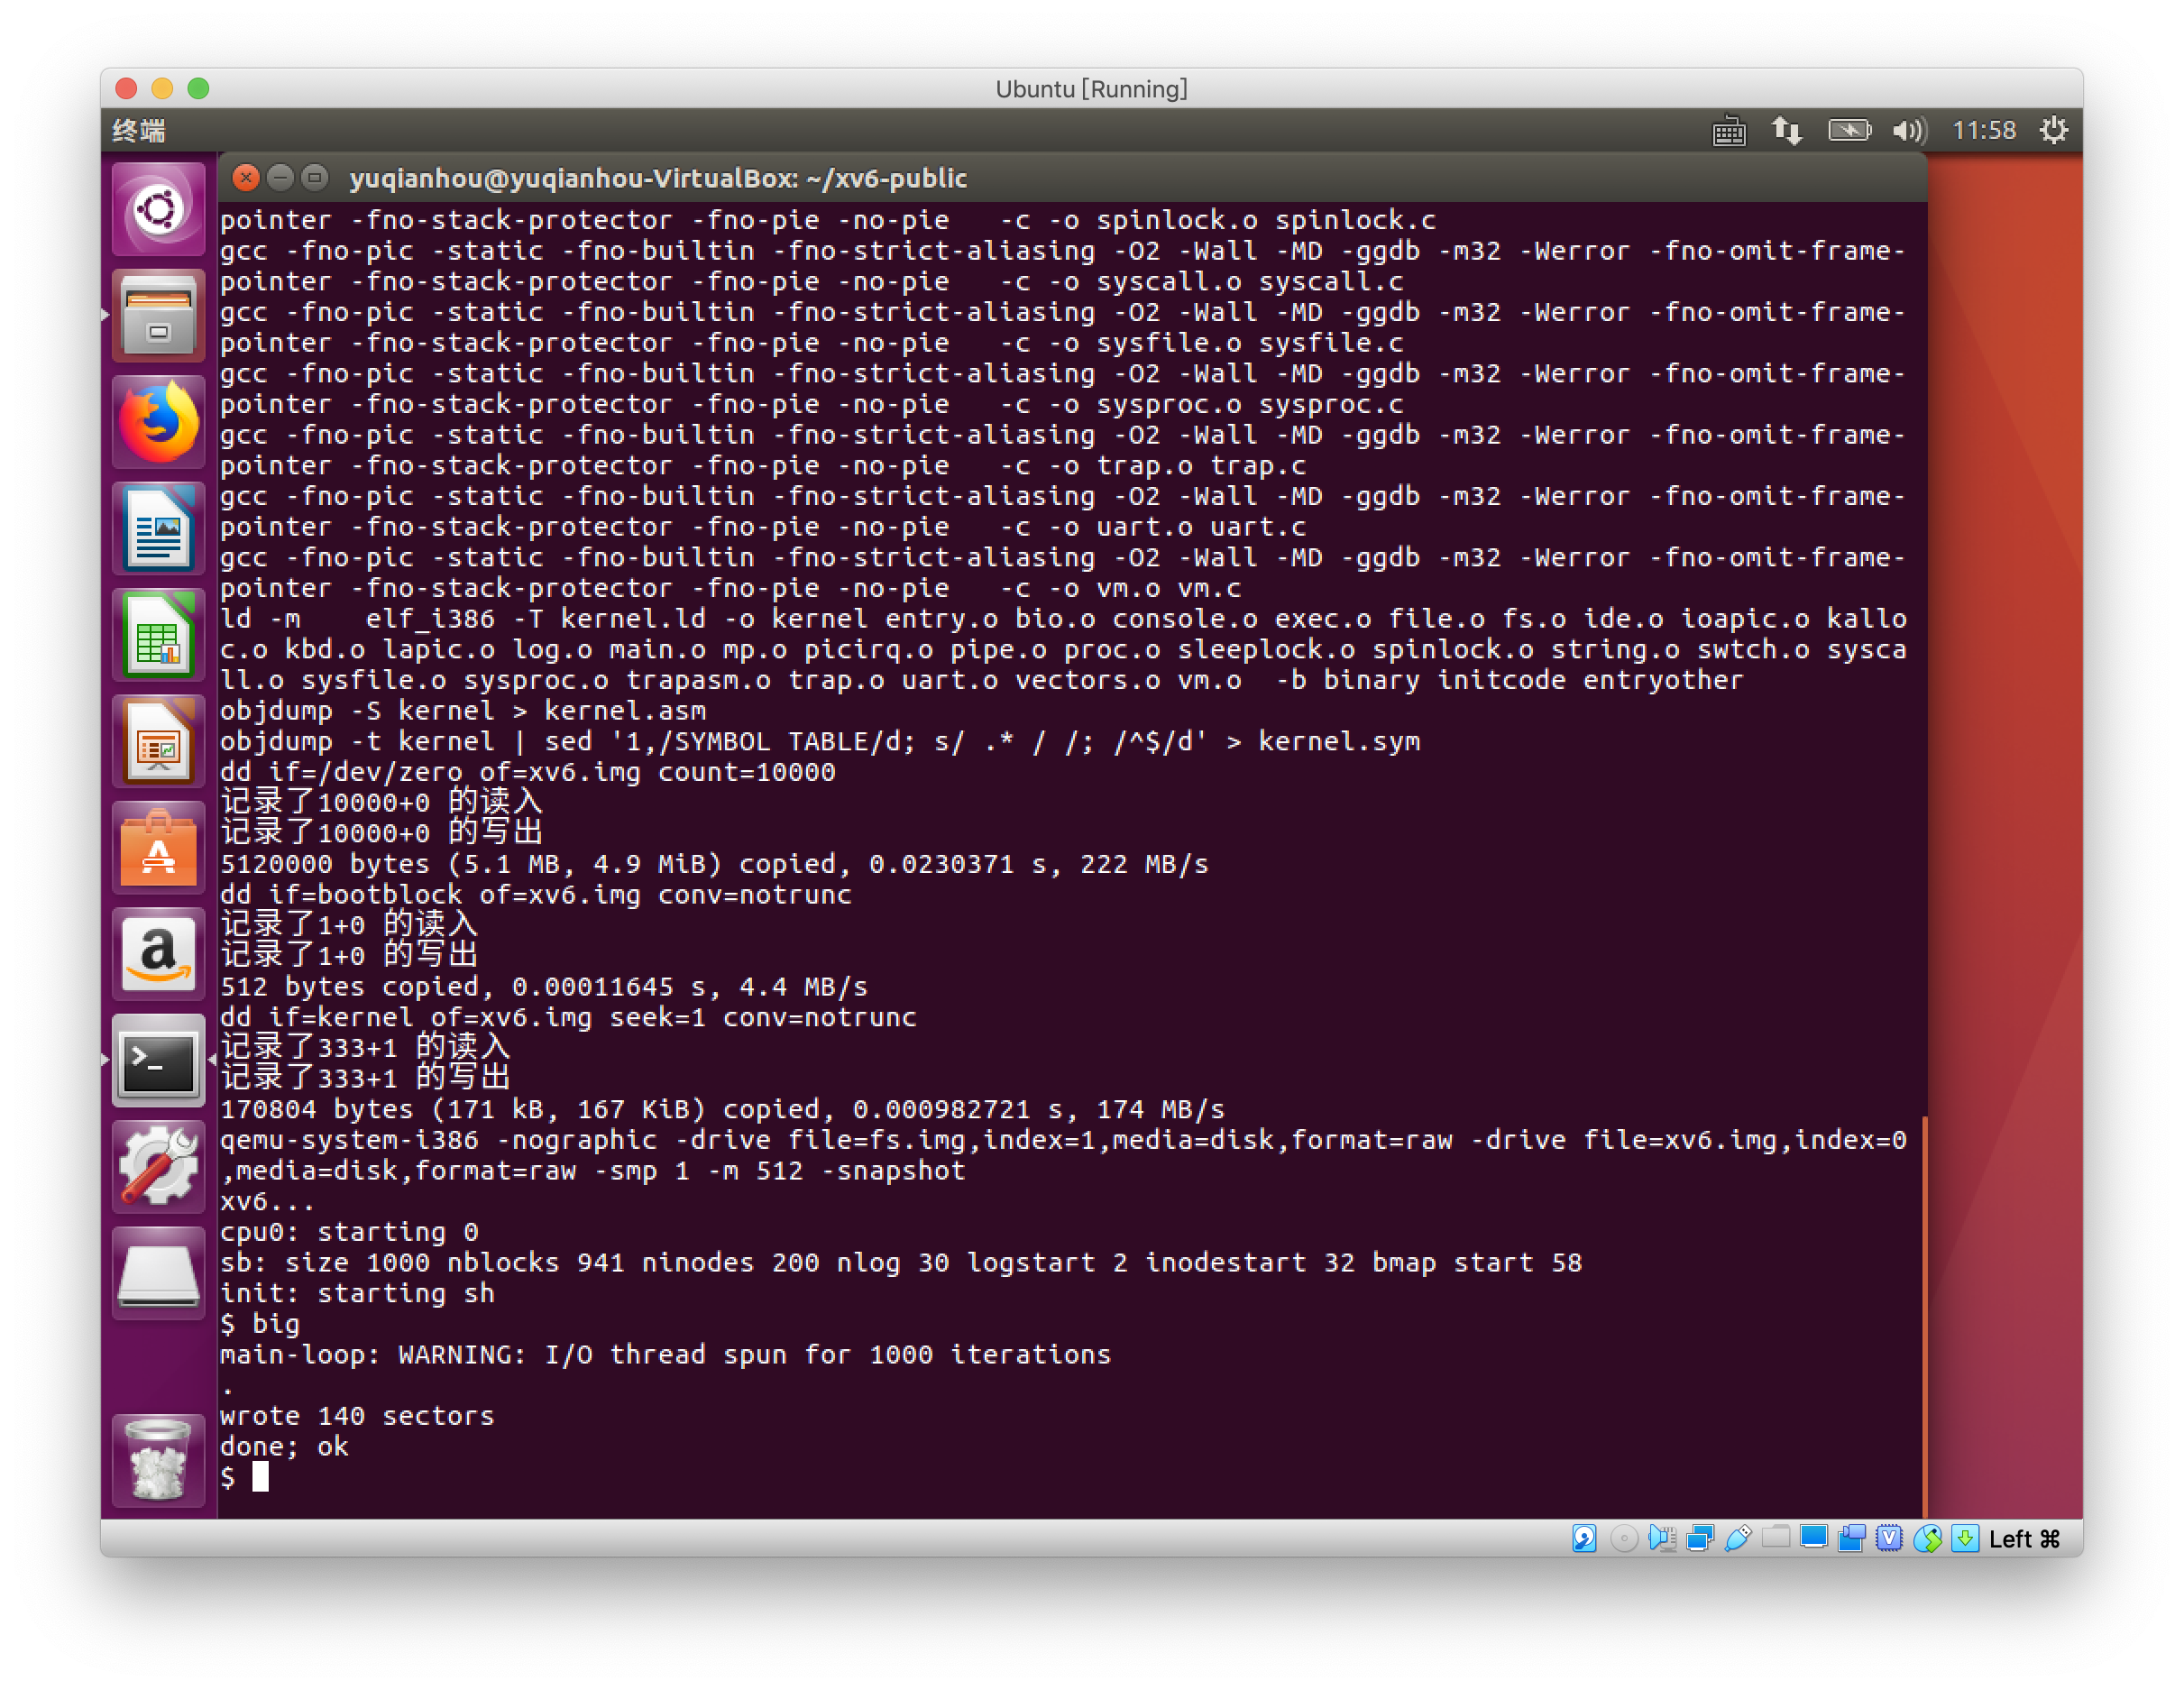 Ubuntu [Running]
终端
11:58
yuqianhou@yuqianhou-VirtualBox: ~/xv6-public
pointer -fno-stack-protector -fno-pie -no-pie   -c -o spinlock.o spinlock.c
gcc -fno-pic -static -fno-builtin -fno-strict-aliasing -O2 -Wall -MD -ggdb -m32 -Werror -fno-omit-frame-
pointer -fno-stack-protector -fno-pie -no-pie   -c -o syscall.o syscall.c
gcc -fno-pic -static -fno-builtin -fno-strict-aliasing -O2 -Wall -MD -ggdb -m32 -Werror -fno-omit-frame-
pointer -fno-stack-protector -fno-pie -no-pie   -c -o sysfile.o sysfile.c
gcc -fno-pic -static -fno-builtin -fno-strict-aliasing -O2 -Wall -MD -ggdb -m32 -Werror -fno-omit-frame-
pointer -fno-stack-protector -fno-pie -no-pie   -c -o sysproc.o sysproc.c
gcc -fno-pic -static -fno-builtin -fno-strict-aliasing -O2 -Wall -MD -ggdb -m32 -Werror -fno-omit-frame-
pointer -fno-stack-protector -fno-pie -no-pie   -c -o trap.o trap.c
gcc -fno-pic -static -fno-builtin -fno-strict-aliasing -O2 -Wall -MD -ggdb -m32 -Werror -fno-omit-frame-
pointer -fno-stack-protector -fno-pie -no-pie   -c -o uart.o uart.c
gcc -fno-pic -static -fno-builtin -fno-strict-aliasing -O2 -Wall -MD -ggdb -m32 -Werror -fno-omit-frame-
pointer -fno-stack-protector -fno-pie -no-pie   -c -o vm.o vm.c
ld -m    elf_i386 -T kernel.ld -o kernel entry.o bio.o console.o exec.o file.o fs.o ide.o ioapic.o kallo
c.o kbd.o lapic.o log.o main.o mp.o picirq.o pipe.o proc.o sleeplock.o spinlock.o string.o swtch.o sysca
ll.o sysfile.o sysproc.o trapasm.o trap.o uart.o vectors.o vm.o  -b binary initcode entryother
objdump -S kernel > kernel.asm
objdump -t kernel | sed '1,/SYMBOL TABLE/d; s/ .* / /; /^$/d' > kernel.sym
dd if=/dev/zero of=xv6.img count=10000
记录了10000+0 的读入
记录了10000+0 的写出
5120000 bytes (5.1 MB, 4.9 MiB) copied, 0.0230371 s, 222 MB/s
dd if=bootblock of=xv6.img conv=notrunc
记录了1+0 的读入
记录了1+0 的写出
512 bytes copied, 0.00011645 s, 4.4 MB/s
dd if=kernel of=xv6.img seek=1 conv=notrunc
记录了333+1 的读入
记录了333+1 的写出
170804 bytes (171 kB, 167 KiB) copied, 0.000982721 s, 174 MB/s
qemu-system-i386 -nographic -drive file=fs.img,index=1,media=disk,format=raw -drive file=xv6.img,index=0
,media=disk,format=raw -smp 1 -m 512 -snapshot
xv6...
cpu0: starting 0
sb: size 1000 nblocks 941 ninodes 200 nlog 30 logstart 2 inodestart 32 bmap start 58
init: starting sh
$ big
main-loop: WARNING: I/O thread spun for 1000 iterations
.
wrote 140 sectors
done; ok
$
Left ⌘